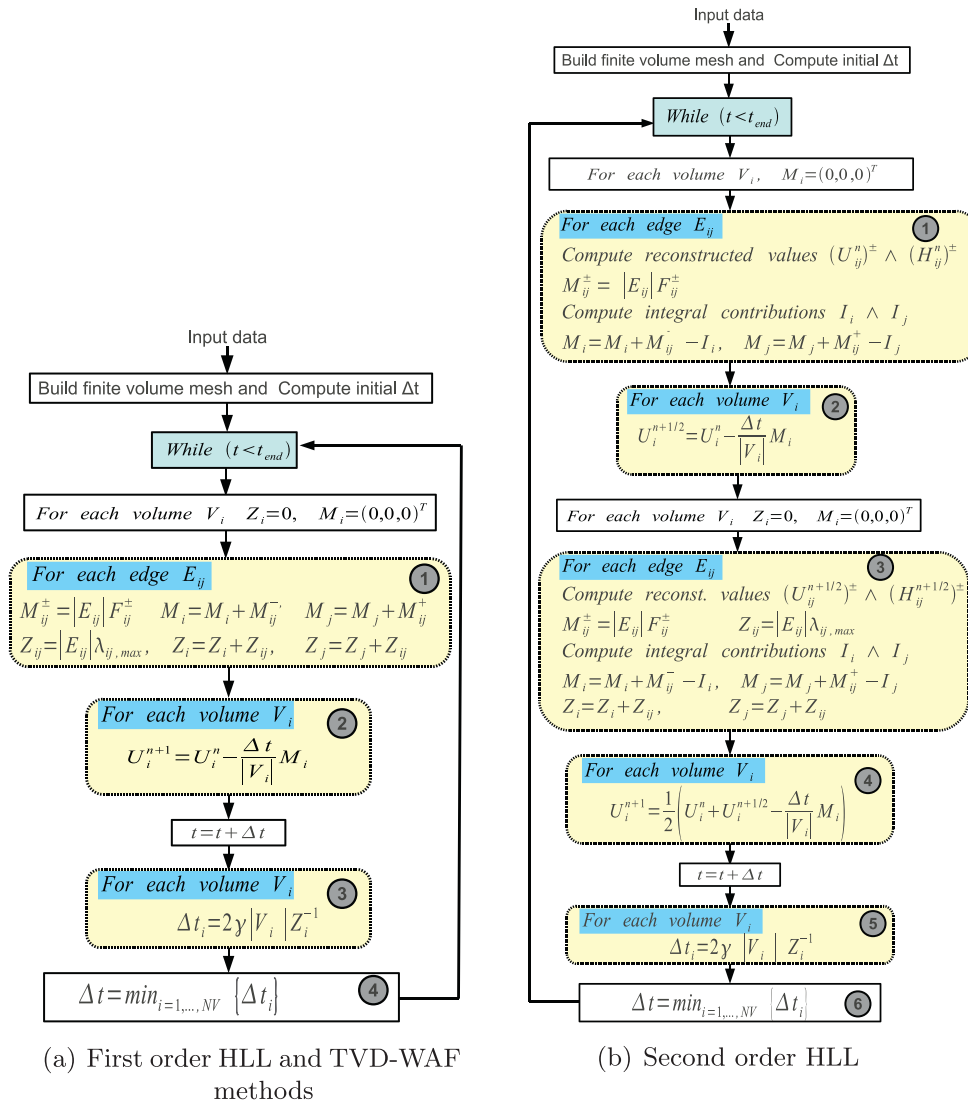 Input data
Build finite volume mesh and Compute initial Δt
While (t<t_end)
For each volume V_i Z_i=0, M_i=(0,0,0)^T
For each edge E_ij
1
M_ij^± = |E_ij| F_ij^± M_i=M_i+M_ij^-, M_j=M_j+M_ij^+
Z_ij=|E_ij|λ_ij,max, Z_i=Z_i+Z_ij, Z_j=Z_j+Z_ij
For each volume V_i
2
U_i^{n+1}=U_i^n−\frac{Δt}{|V_i|}M_i
t=t+Δt
For each volume V_i
3
Δt_i=2γ|V_i|Z_i^{-1}
Δt=min_{i=1,...,NV} {Δt_i}
4
(a) First order HLL and TVD-WAF
methods
Input data
Build finite volume mesh and Compute initial Δt
While (t<t_end)
For each volume V_i, M_i=(0,0,0)^T
For each edge E_ij
1
Compute reconstructed values (U_ij^n)^± ∧ (H_ij^n)^±
M_ij^± = |E_ij| F_ij^±
Compute integral contributions I_i ∧ I_j
M_i=M_i+M_ij^-−I_i, M_j=M_j+M_ij^+−I_j
For each volume V_i
2
U_i^{n+1/2}=U_i^n−\frac{Δt}{|V_i|}M_i
For each volume V_i Z_i=0, M_i=(0,0,0)^T
For each edge E_ij
3
Compute reconst. values (U_ij^{n+1/2})^± ∧ (H_ij^{n+1/2})^±
M_ij^±=|E_ij|F_ij^± Z_ij=|E_ij|λ_ij,max
Compute integral contributions I_i ∧ I_j
M_i=M_i+M_ij^-−I_i, M_j=M_j+M_ij^+−I_j
Z_i=Z_i+Z_ij, Z_j=Z_j+Z_ij
For each volume V_i
4
U_i^{n+1}=\frac{1}{2}(U_i^n+U_i^{n+1/2}−\frac{Δt}{|V_i|}M_i)
t=t+Δt
For each volume V_i
5
Δt_i=2γ |V_i| Z_i^{-1}
Δt=min_{i=1,...,NV} {Δt_i}
6
(b) Second order HLL